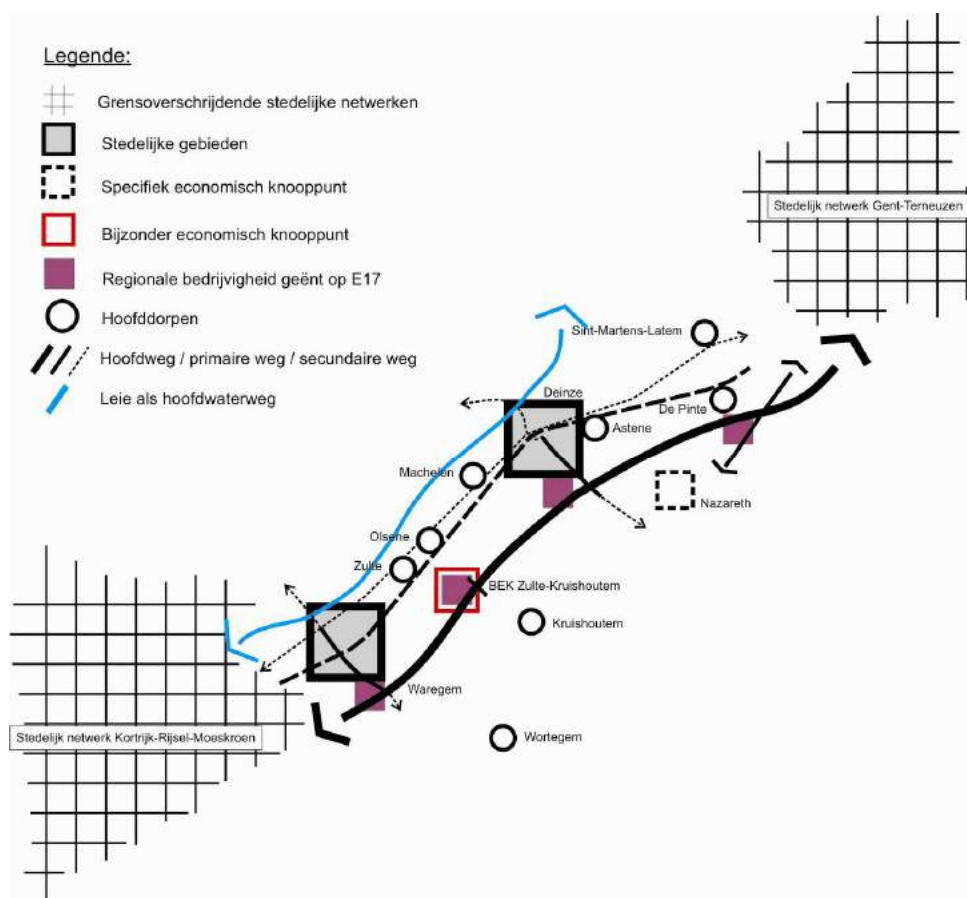 Legende:
Grensoverschrijdende stedelijke netwerken
Stedelijke gebieden
Specifiek economisch knooppunt
Bijzonder economisch knooppunt
Regionale bedrijvigheid geënt op E17
Hoofddorpen
Hoofdweg / primaire weg / secundaire weg
Leie als hoofdwaterweg
Stedelijk netwerk Gent-Terneuzen
Sint-Martens-Latem
Deinze
De Pinte
Astene
Machelen
Nazareth
Olsene
Zulte
BEK Zulte-Kruishoutem
Kruishoutem
Waregem
Wortegem
Stedelijk netwerk Kortrijk-Rijsel-Moeskroen